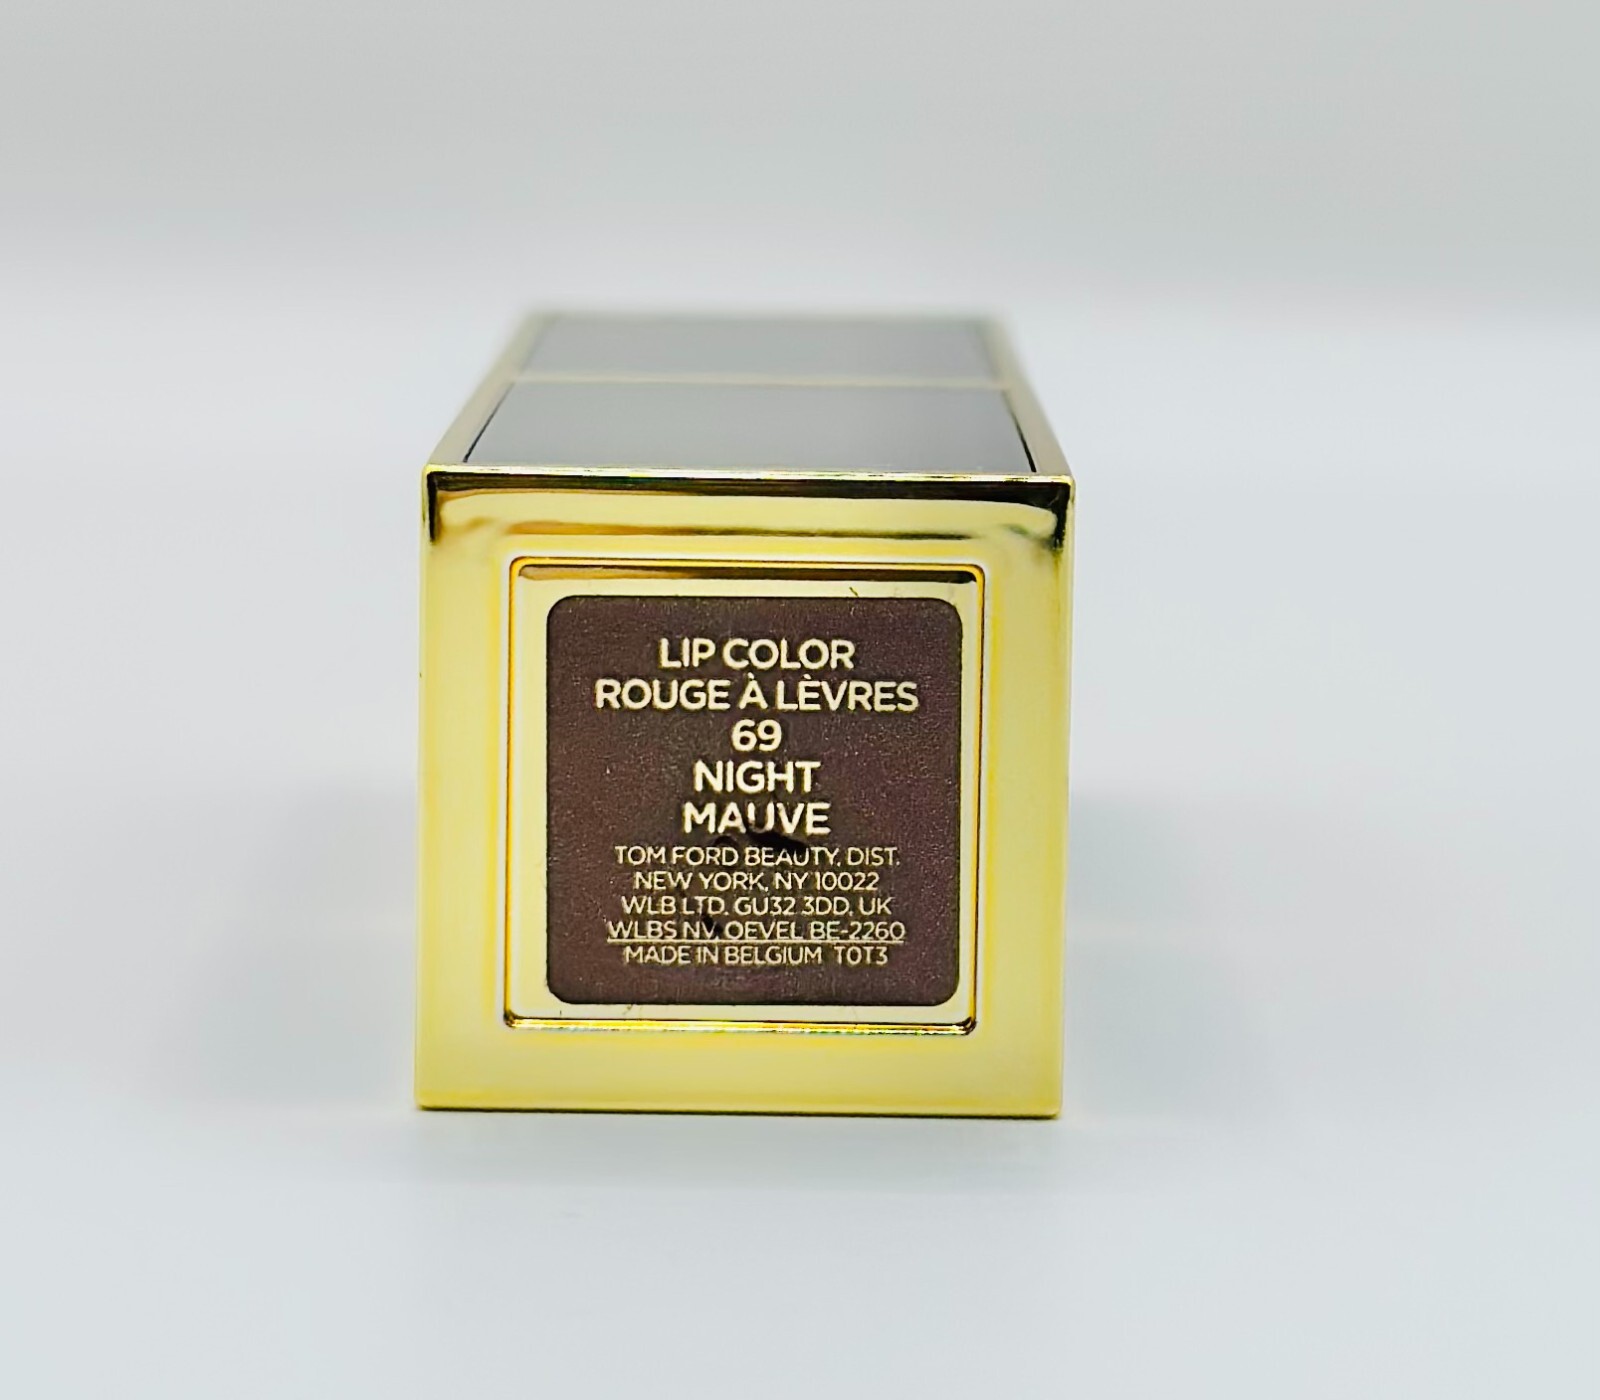 LIP COLOR
ROUGE À LÈVRES
69
NIGHT
MAUVE
TOM FORD BEAUTY, DIST.
NEW YORK, NY 10022
WLB LTD. GU32 3DD, UK
WLBS NV, OEVEL BE-2260
MADE IN BELGIUM T0T3